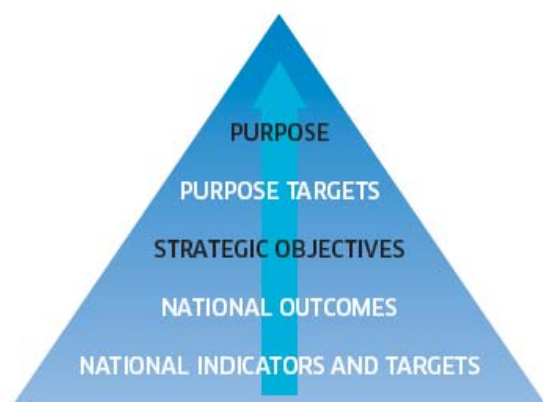 PURPOSE
PURPOSE TARGETS
STRATEGIC OBJECTIVES
NATIONAL OUTCOMES
NATIONAL INDICATORS AND TARGETS